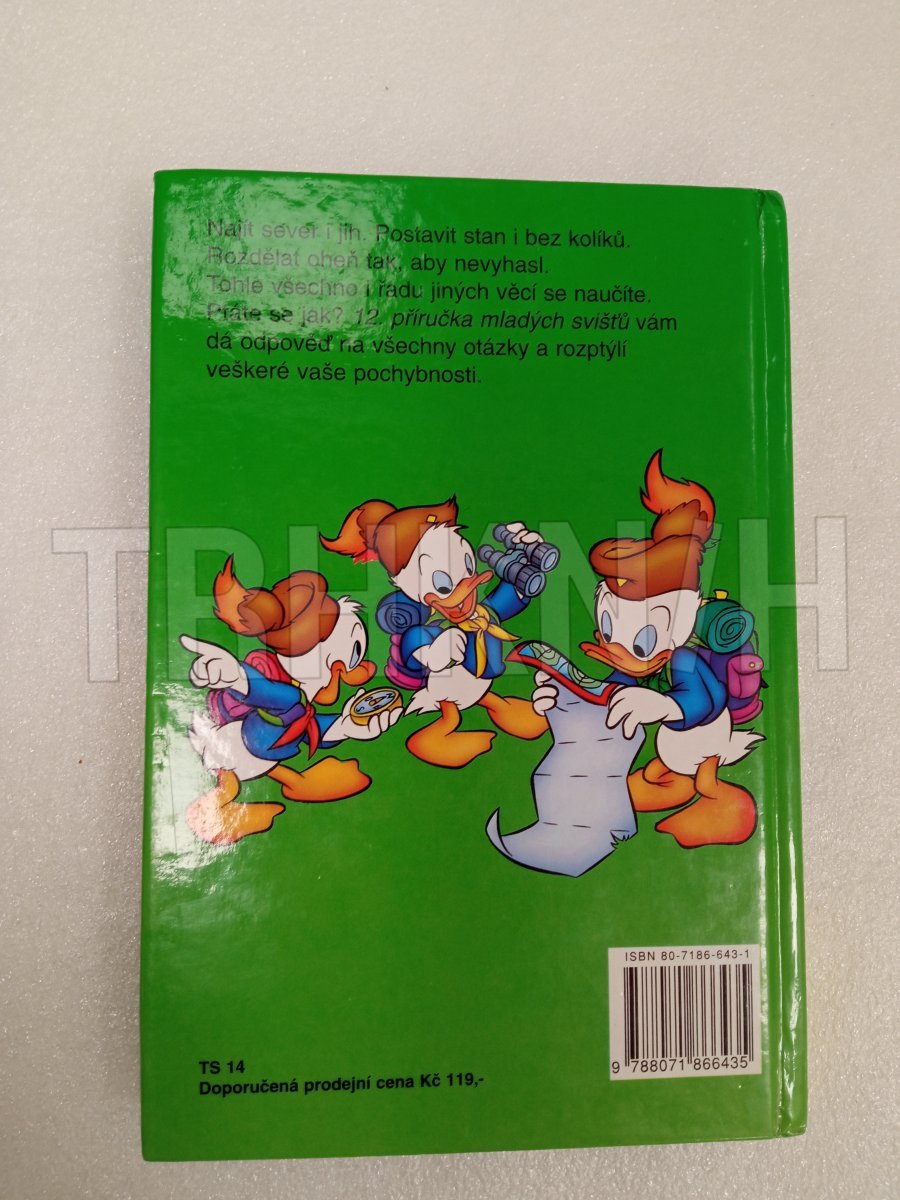 Najít sever i jih. Postavit stan i bez kolíků.
Rozdělat oheň tak, aby nevyhasl.
Tohle všechno i řadu jiných věcí se naučíte.
Ptáte se jak? 12. příručka mladých svišťů vám
dá odpověď na všechny otázky a rozptýlí
veškeré vaše pochybnosti.
ISBN 80-7186-643-1
9 788071 866435
TS 14
Doporučená prodejní cena Kč 119,-